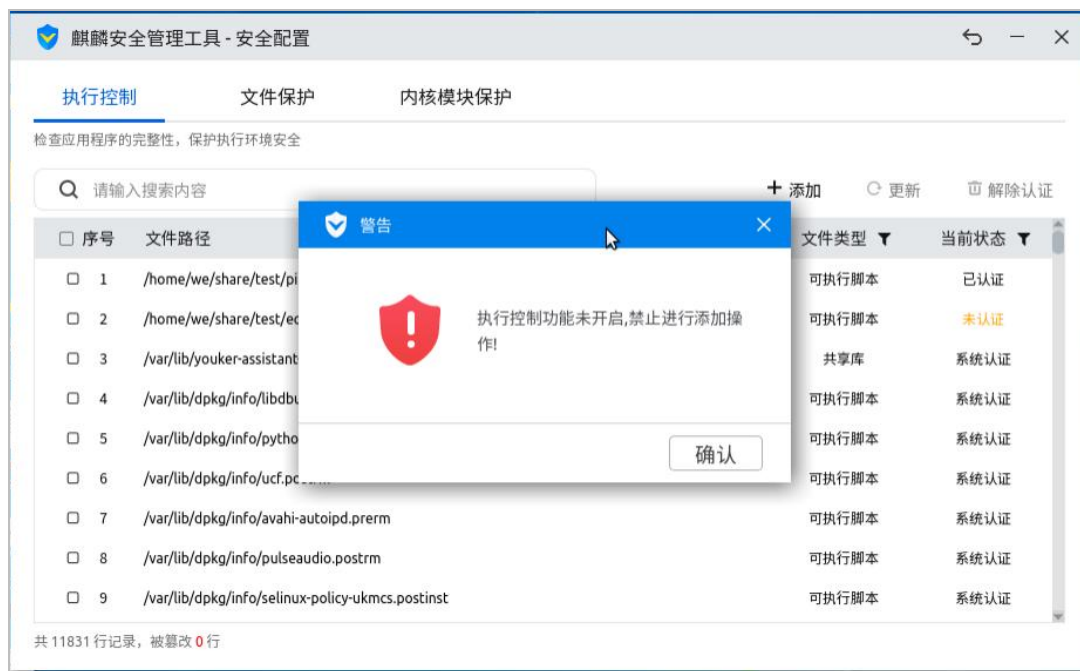 麒麟安全管理工具 - 安全配置
执行控制 文件保护 内核模块保护
检查应用程序的完整性，保护执行环境安全
请输入搜索内容 添加 更新 解除认证
警告
序号 文件路径 文件类型 当前状态
1 /home/we/share/test/pi 可执行脚本 已认证
执行控制功能未开启,禁止进行添加操
作!
2 /home/we/share/test/ec 可执行脚本 未认证
3 /var/lib/youker-assistant 共享库 系统认证
4 /var/lib/dpkg/info/libdbu 可执行脚本 系统认证
5 /var/lib/dpkg/info/pytho 可执行脚本 系统认证
确认
6 /var/lib/dpkg/info/ucf.postrm 可执行脚本 系统认证
7 /var/lib/dpkg/info/avahi-autoipd.prerm 可执行脚本 系统认证
8 /var/lib/dpkg/info/pulseaudio.postrm 可执行脚本 系统认证
9 /var/lib/dpkg/info/selinux-policy-ukmcs.postinst 可执行脚本 系统认证
共 11831 行记录，被篡改 0 行